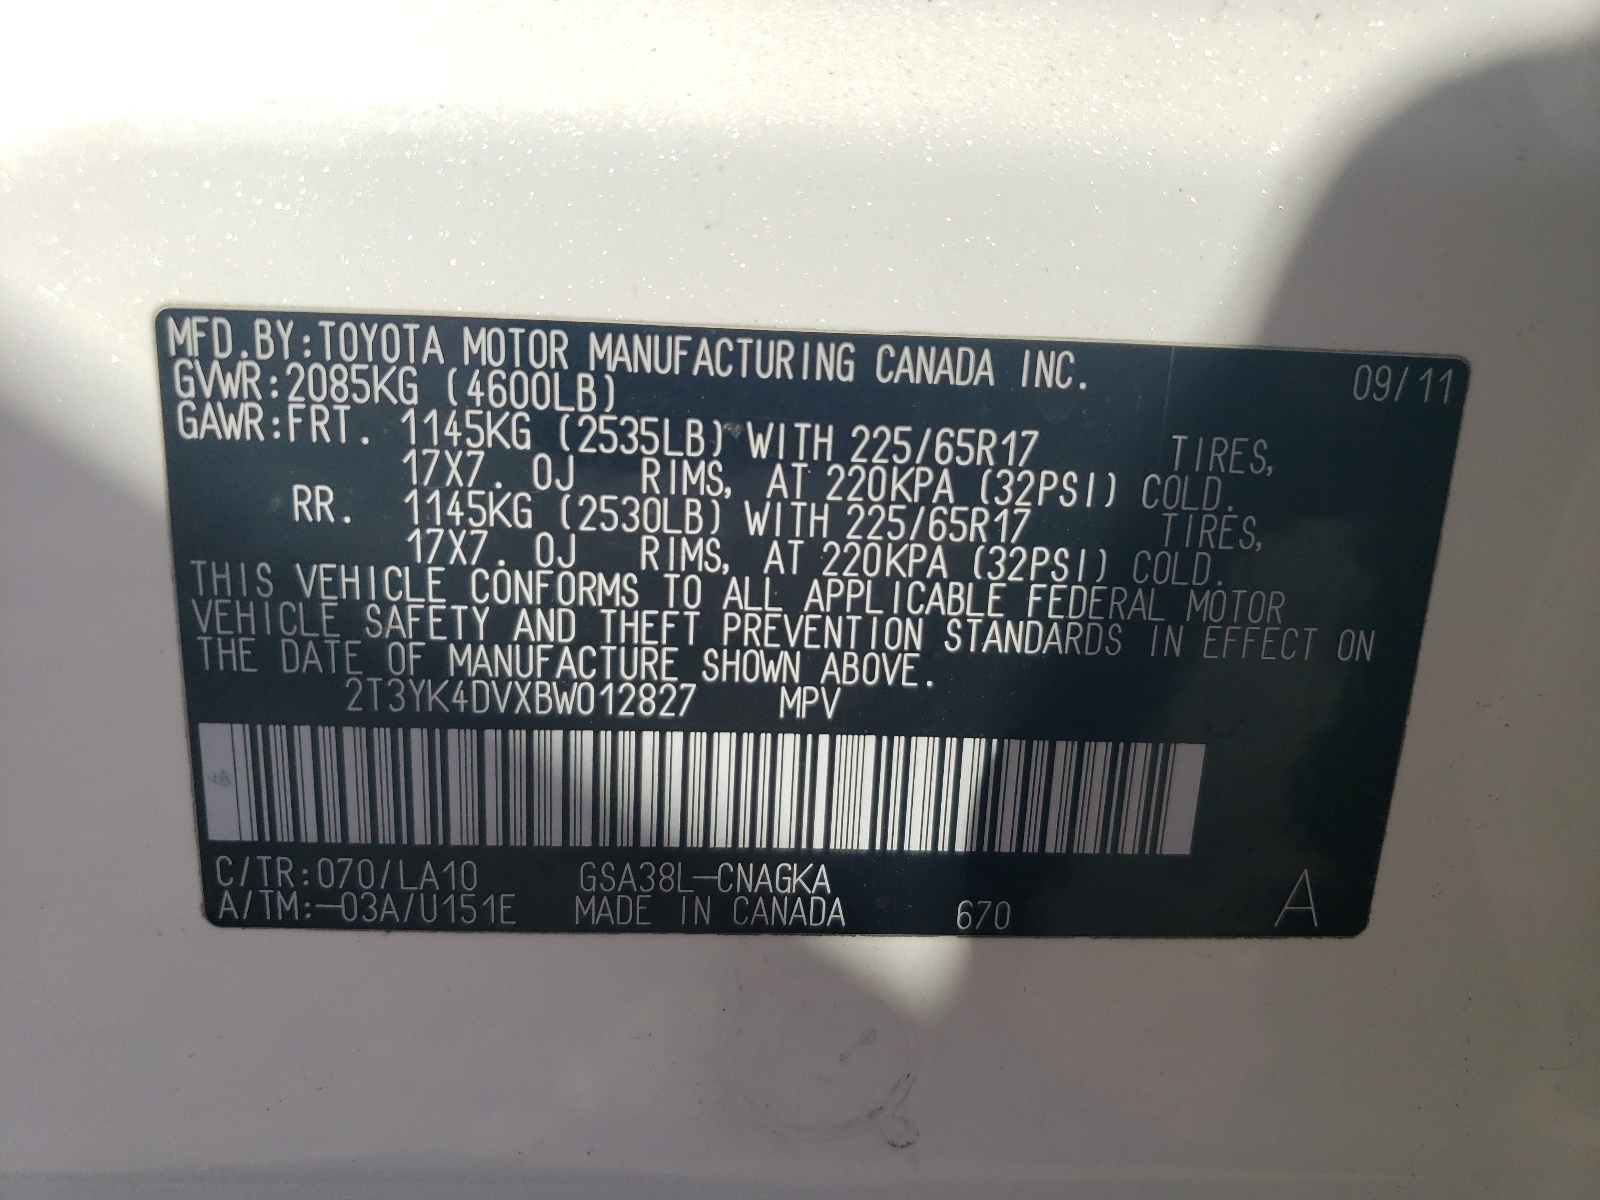 MFD.BY:TOYOTA MOTOR MANUFACTURING CANADA INC. 09/11
GVWR:2085KG (4600LB)
GAWR:FRT. 1145KG (2535LB) WITH 225/65R17 TIRES,
17X7. 0J RIMS, AT 220KPA (32PSI) COLD.
RR. 1145KG (2530LB) WITH 225/65R17 TIRES,
17X7. 0J RIMS, AT 220KPA (32PSI) COLD.
THIS VEHICLE CONFORMS TO ALL APPLICABLE FEDERAL MOTOR
VEHICLE SAFETY AND THEFT PREVENTION STANDARDS IN EFFECT ON
THE DATE OF MANUFACTURE SHOWN ABOVE.
2T3YK4DVXBW012827 MPV
C/TR:070/LA10 GSA38L-CNAGKA
A/TM:-03A/U151E MADE IN CANADA 670 A